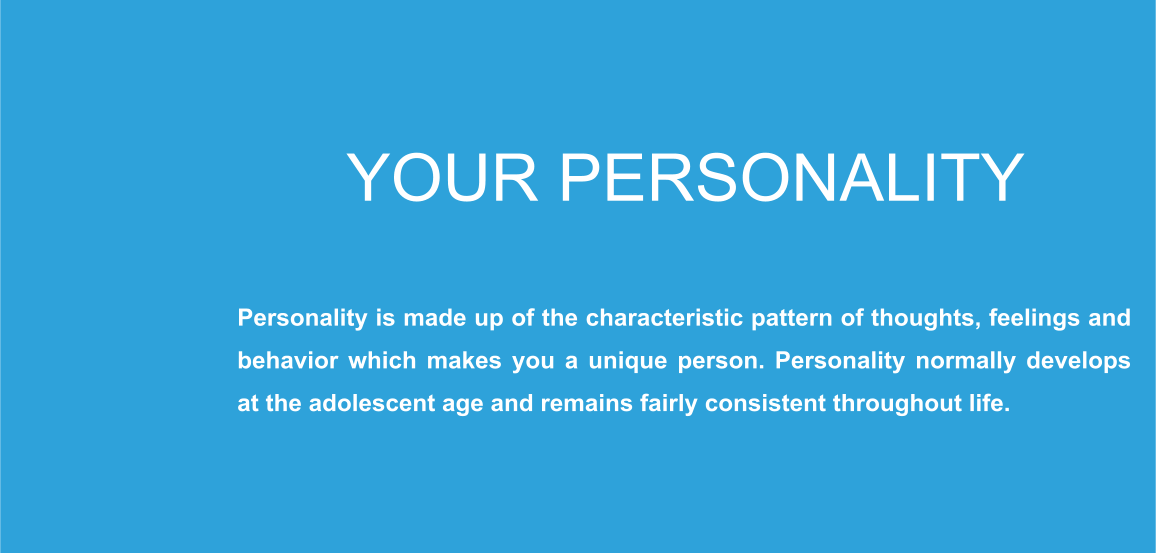 YOUR PERSONALITY
Personality is made up of the characteristic pattern of thoughts, feelings and
behavior which makes you a unique person. Personality normally develops
at the adolescent age and remains fairly consistent throughout life.